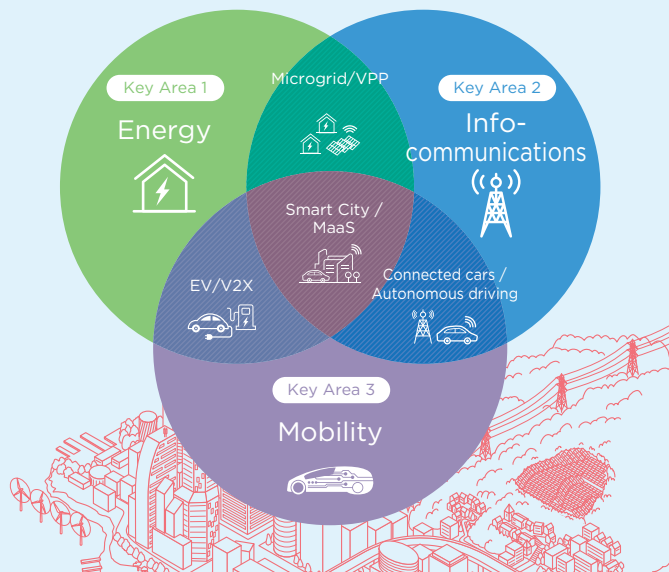 Microgrid/VPP
Key Area 1
Energy
Key Area 2
Info-
communications
Smart City /
MaaS
EV/V2X
Connected cars /
Autonomous driving
Key Area 3
Mobility